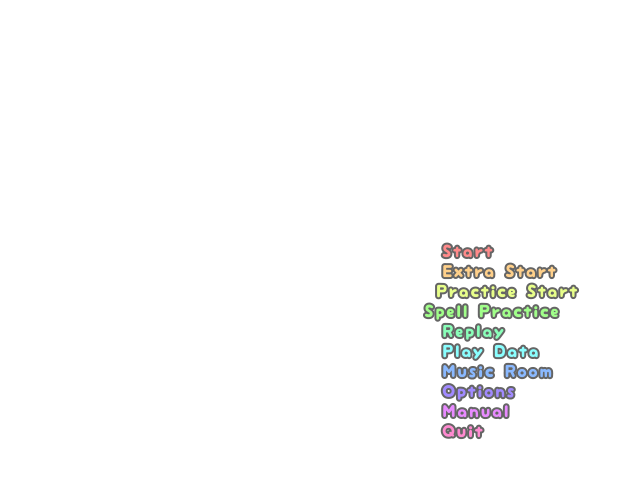 Start
Extra Start
Practice Start
Spell Practice
Replay
Play Data
Music Room
Options
Manual
Quit